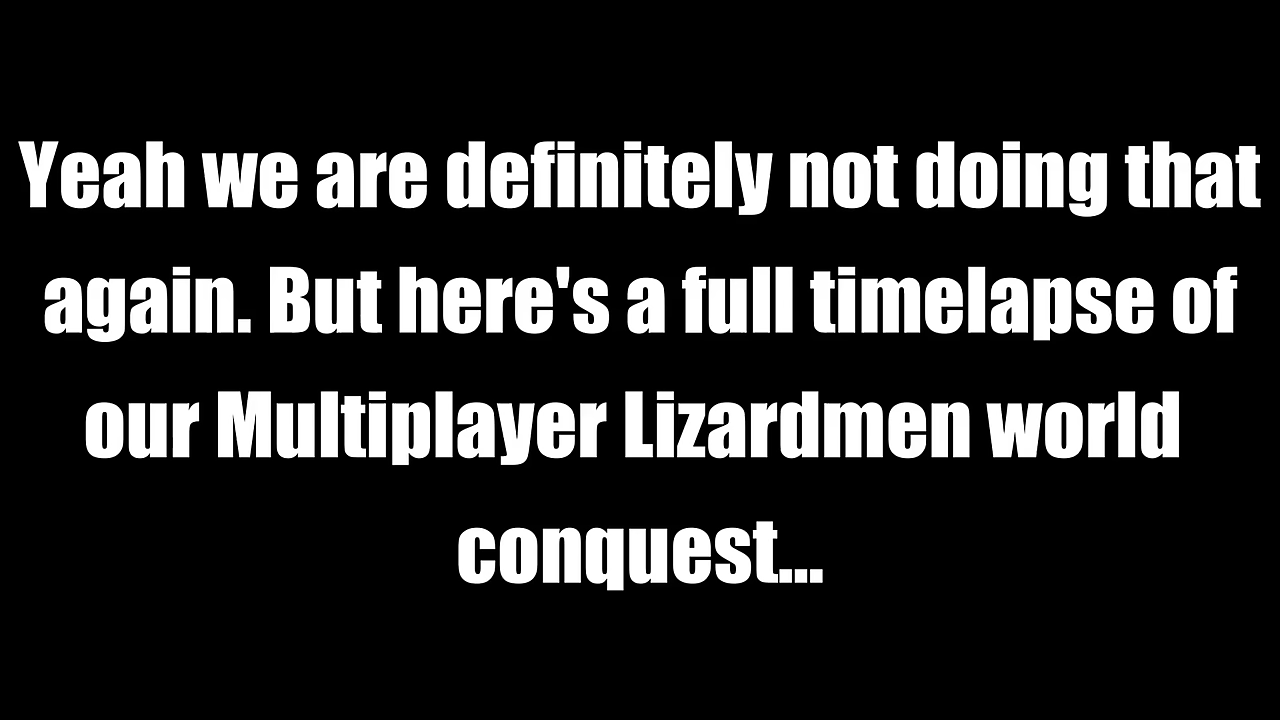 Yeah we are definitely not doing that
again. But here's a full timelapse of
our Multiplayer Lizardmen world
conquest...